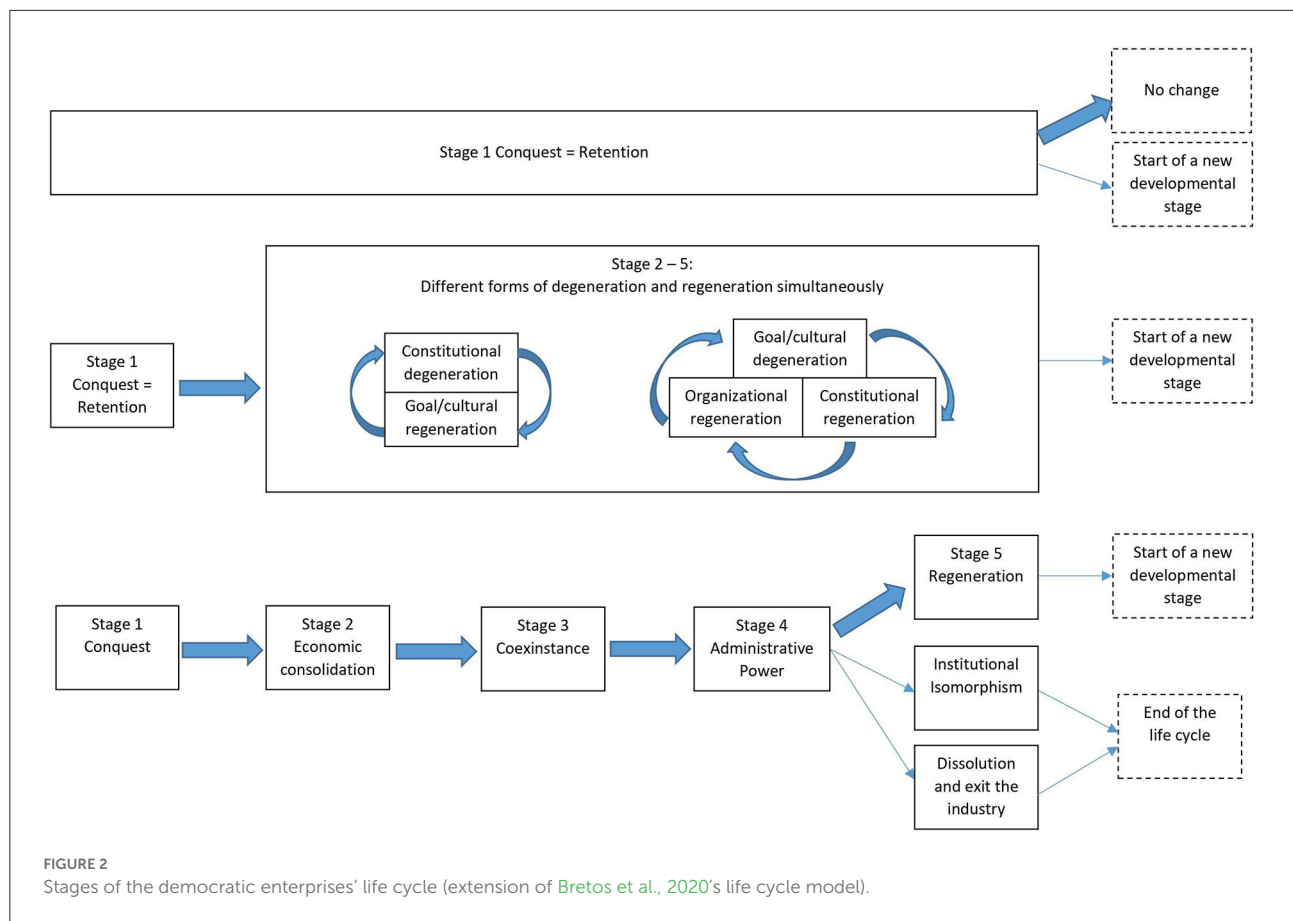 No change
Stage 1 Conquest = Retention
Start of a new
developmental
stage
Stage 2 – 5:
Different forms of degeneration and regeneration simultaneously
Stage 1
Conquest =
Retention
Constitutional
degeneration
Goal/cultural
regeneration
Goal/cultural
degeneration
Organizational
regeneration
Constitutional
regeneration
Start of a new
developmental
stage
Stage 1
Conquest
Stage 2
Economic
consolidation
Stage 3
Coexinstance
Stage 4
Administrative
Power
Stage 5
Regeneration
Start of a new
developmental
stage
Institutional
Isomorphism
Dissolution
and exit the
industry
End of the
life cycle
FIGURE 2
Stages of the democratic enterprises' life cycle (extension of Bretos et al., 2020's life cycle model).